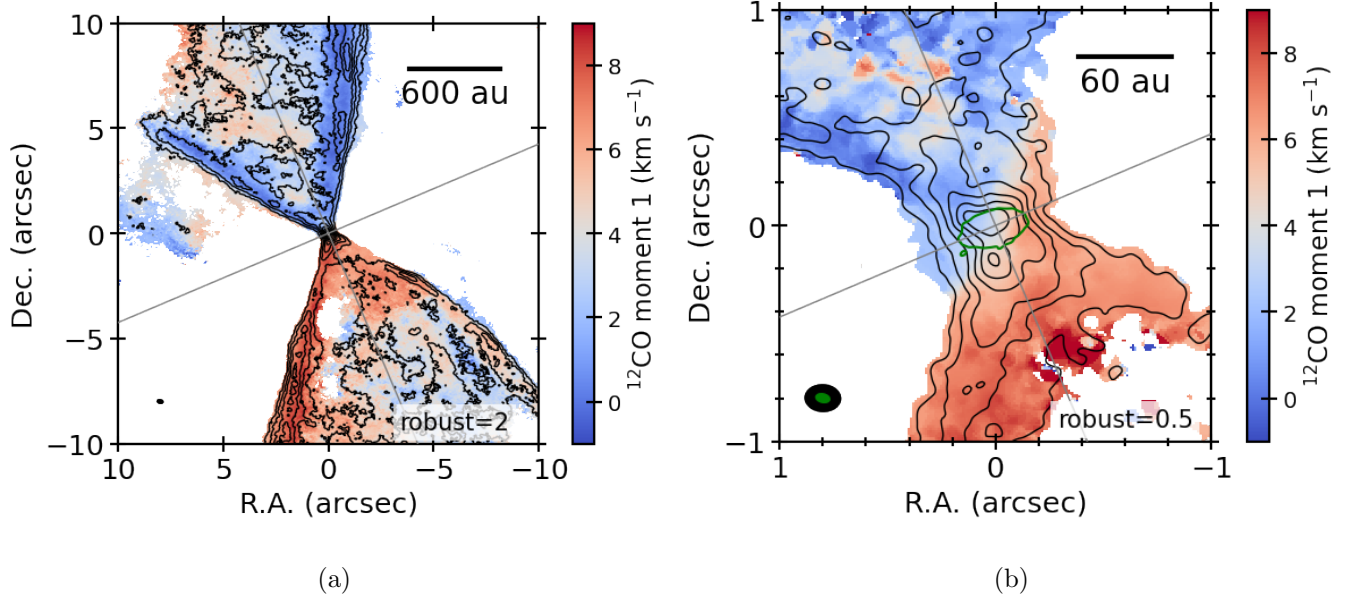 10
5
0
−5
−10
10
5
0
−5
−10
Dec. (arcsec)
R.A. (arcsec)
600 au
robust=2
8
6
4
2
0
¹²CO moment 1 (km s⁻¹)
(a)
1
0
−1
1
0
−1
Dec. (arcsec)
R.A. (arcsec)
60 au
robust=0.5
8
6
4
2
0
¹²CO moment 1 (km s⁻¹)
(b)